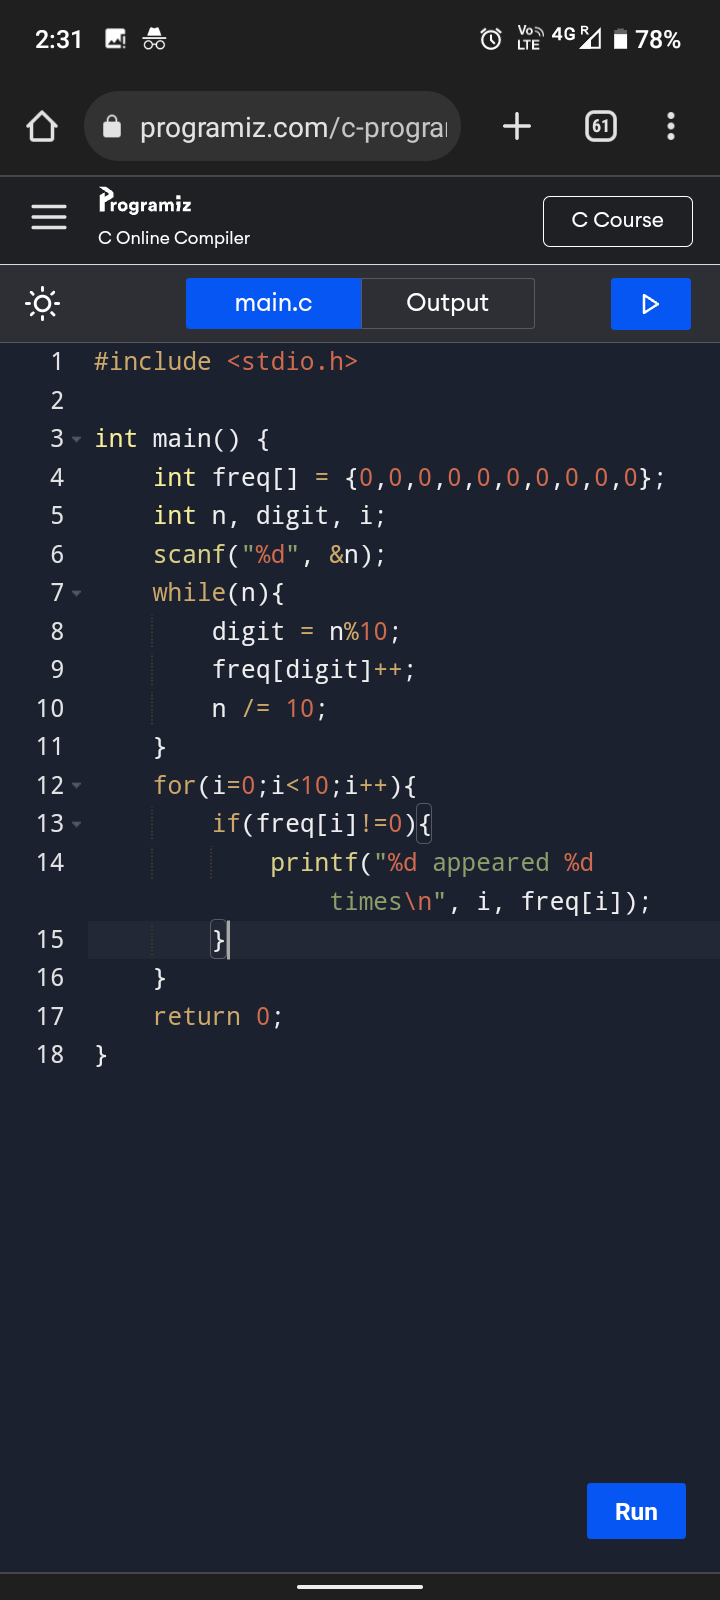 2:31 Vo LTE 4G R 78%
programiz.com/c-progra 61
Programiz
C Online Compiler
C Course
main.c Output
1 #include <stdio.h>
2
3 int main() {
4     int freq[] = {0,0,0,0,0,0,0,0,0,0};
5     int n, digit, i;
6     scanf("%d", &n);
7     while(n){
8         digit = n%10;
9         freq[digit]++;
10         n /= 10;
11     }
12     for(i=0;i<10;i++){
13         if(freq[i]!=0){
14             printf("%d appeared %d
times\n", i, freq[i]);
15         }
16     }
17     return 0;
18 }
Run